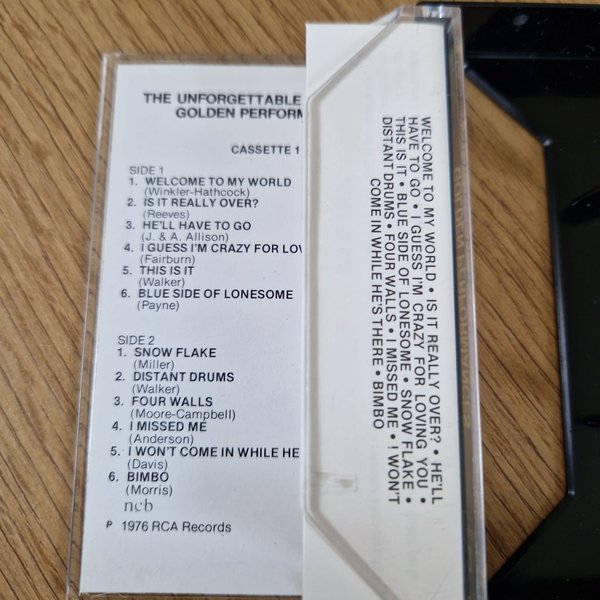 THE UNFORGETTABLE
GOLDEN PERFORM
CASSETTE 1
SIDE 1
1. WELCOME TO MY WORLD
(Winkler-Hathcock)
2. IS IT REALLY OVER?
(Reeves)
3. HE'LL HAVE TO GO
(J. & A. Allison)
4. I GUESS I'M CRAZY FOR LOV
(Fairburn)
5. THIS IS IT
(Walker)
6. BLUE SIDE OF LONESOME
(Payne)
SIDE 2
1. SNOW FLAKE
(Miller)
2. DISTANT DRUMS
(Walker)
3. FOUR WALLS
(Moore-Campbell)
4. I MISSED ME
(Anderson)
5. I WON'T COME IN WHILE HE
(Davis)
6. BIMBO
(Morris)
ncb
℗ 1976 RCA Records
WELCOME TO MY WORLD • IS IT REALLY OVER? • HE'LL
HAVE TO GO • I GUESS I'M CRAZY FOR LOVING YOU •
THIS IS IT • BLUE SIDE OF LONESOME • SNOW FLAKE •
DISTANT DRUMS • FOUR WALLS • I MISSED ME • I WON'T
COME IN WHILE HE'S THERE • BIMBO